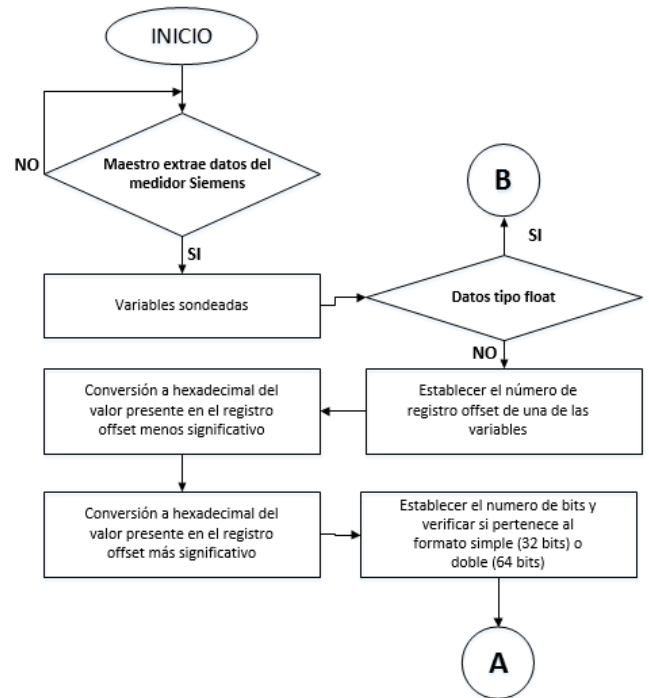 INICIO
NO
Maestro extrae datos del
medidor Siemens
SI
Variables sondeadas
B
SI
Datos tipo float
NO
Establecer el número de
registro offset de una de las
variables
Conversión a hexadecimal del
valor presente en el registro
offset menos significativo
Conversión a hexadecimal del
valor presente en el registro
offset más significativo
Establecer el numero de bits y
verificar si pertenece al
formato simple (32 bits) o
doble (64 bits)
A